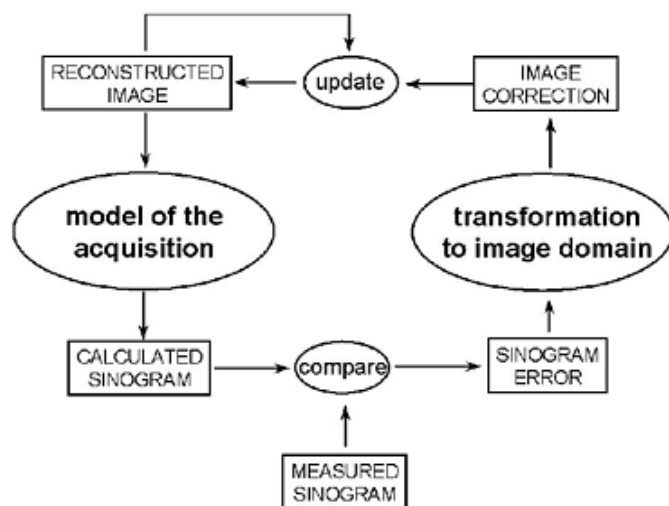 RECONSTRUCTED
IMAGE
update
IMAGE
CORRECTION
model of the
acquisition
transformation
to image domain
CALCULATED
SINOGRAM
compare
SINOGRAM
ERROR
MEASURED
SINOGRAM